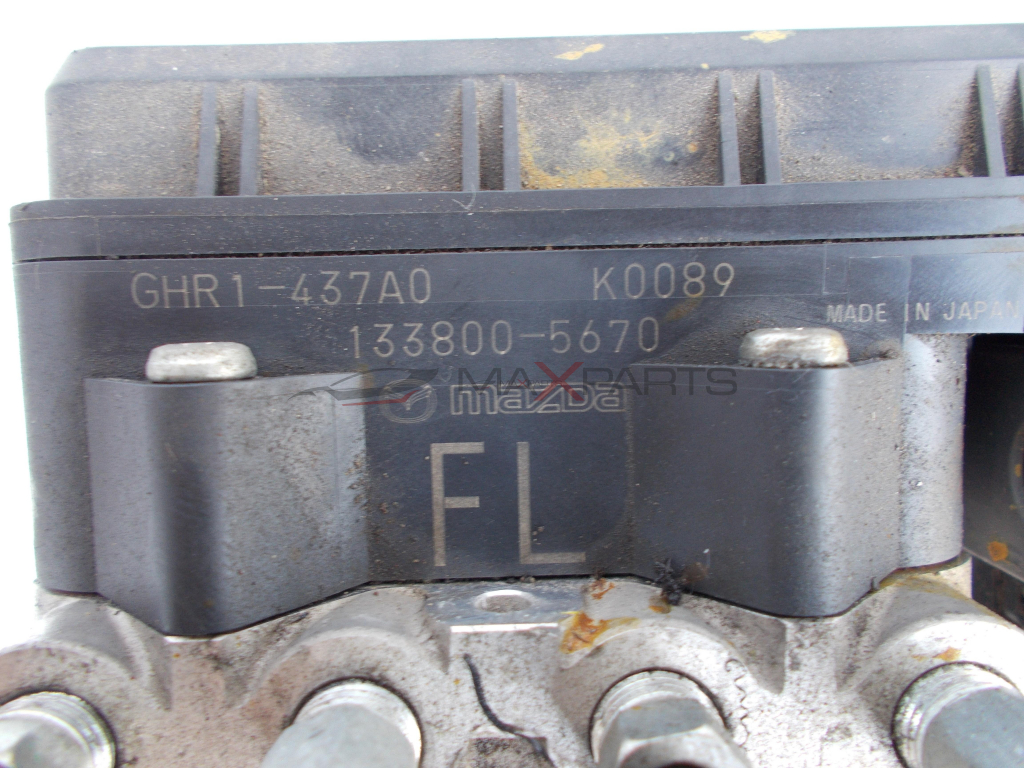 GHR1-437A0 K0089
133800-5670 MADE IN JAPAN
MAXPARTS
mazda
FL